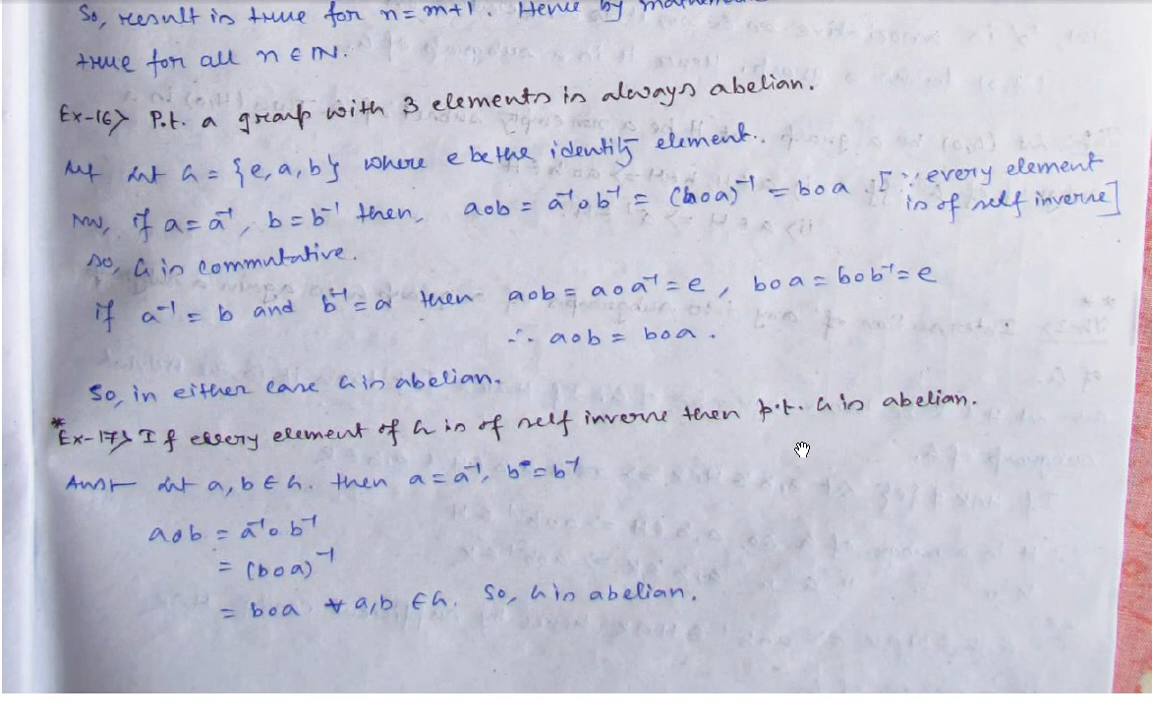 So, result is true for n = m+1. Hence by
true for all n ∈ IN.
Ex-16> P.t. a group with 3 elements is always abelian.
Let G = {e, a, b} where e be the identity element.
Now, if a = a⁻¹, b = b⁻¹ then, aob = a⁻¹ob⁻¹ = (boa)⁻¹ = boa . [∵ every element
is of self inverse]
So, G is commutative.
if a⁻¹ = b and b⁻¹ = a then aob = aoa⁻¹ = e, boa = bob⁻¹ = e
∴ aob = boa .
So, in either case G is abelian.
*Ex-17> If every element of G is of self inverse then p.t. G is abelian.
Ans:- Let a, b ∈ G. then a = a⁻¹, b = b⁻¹
aob = a⁻¹o b⁻¹
= (boa)⁻¹
= boa ∀ a,b ∈ G. So, G is abelian.